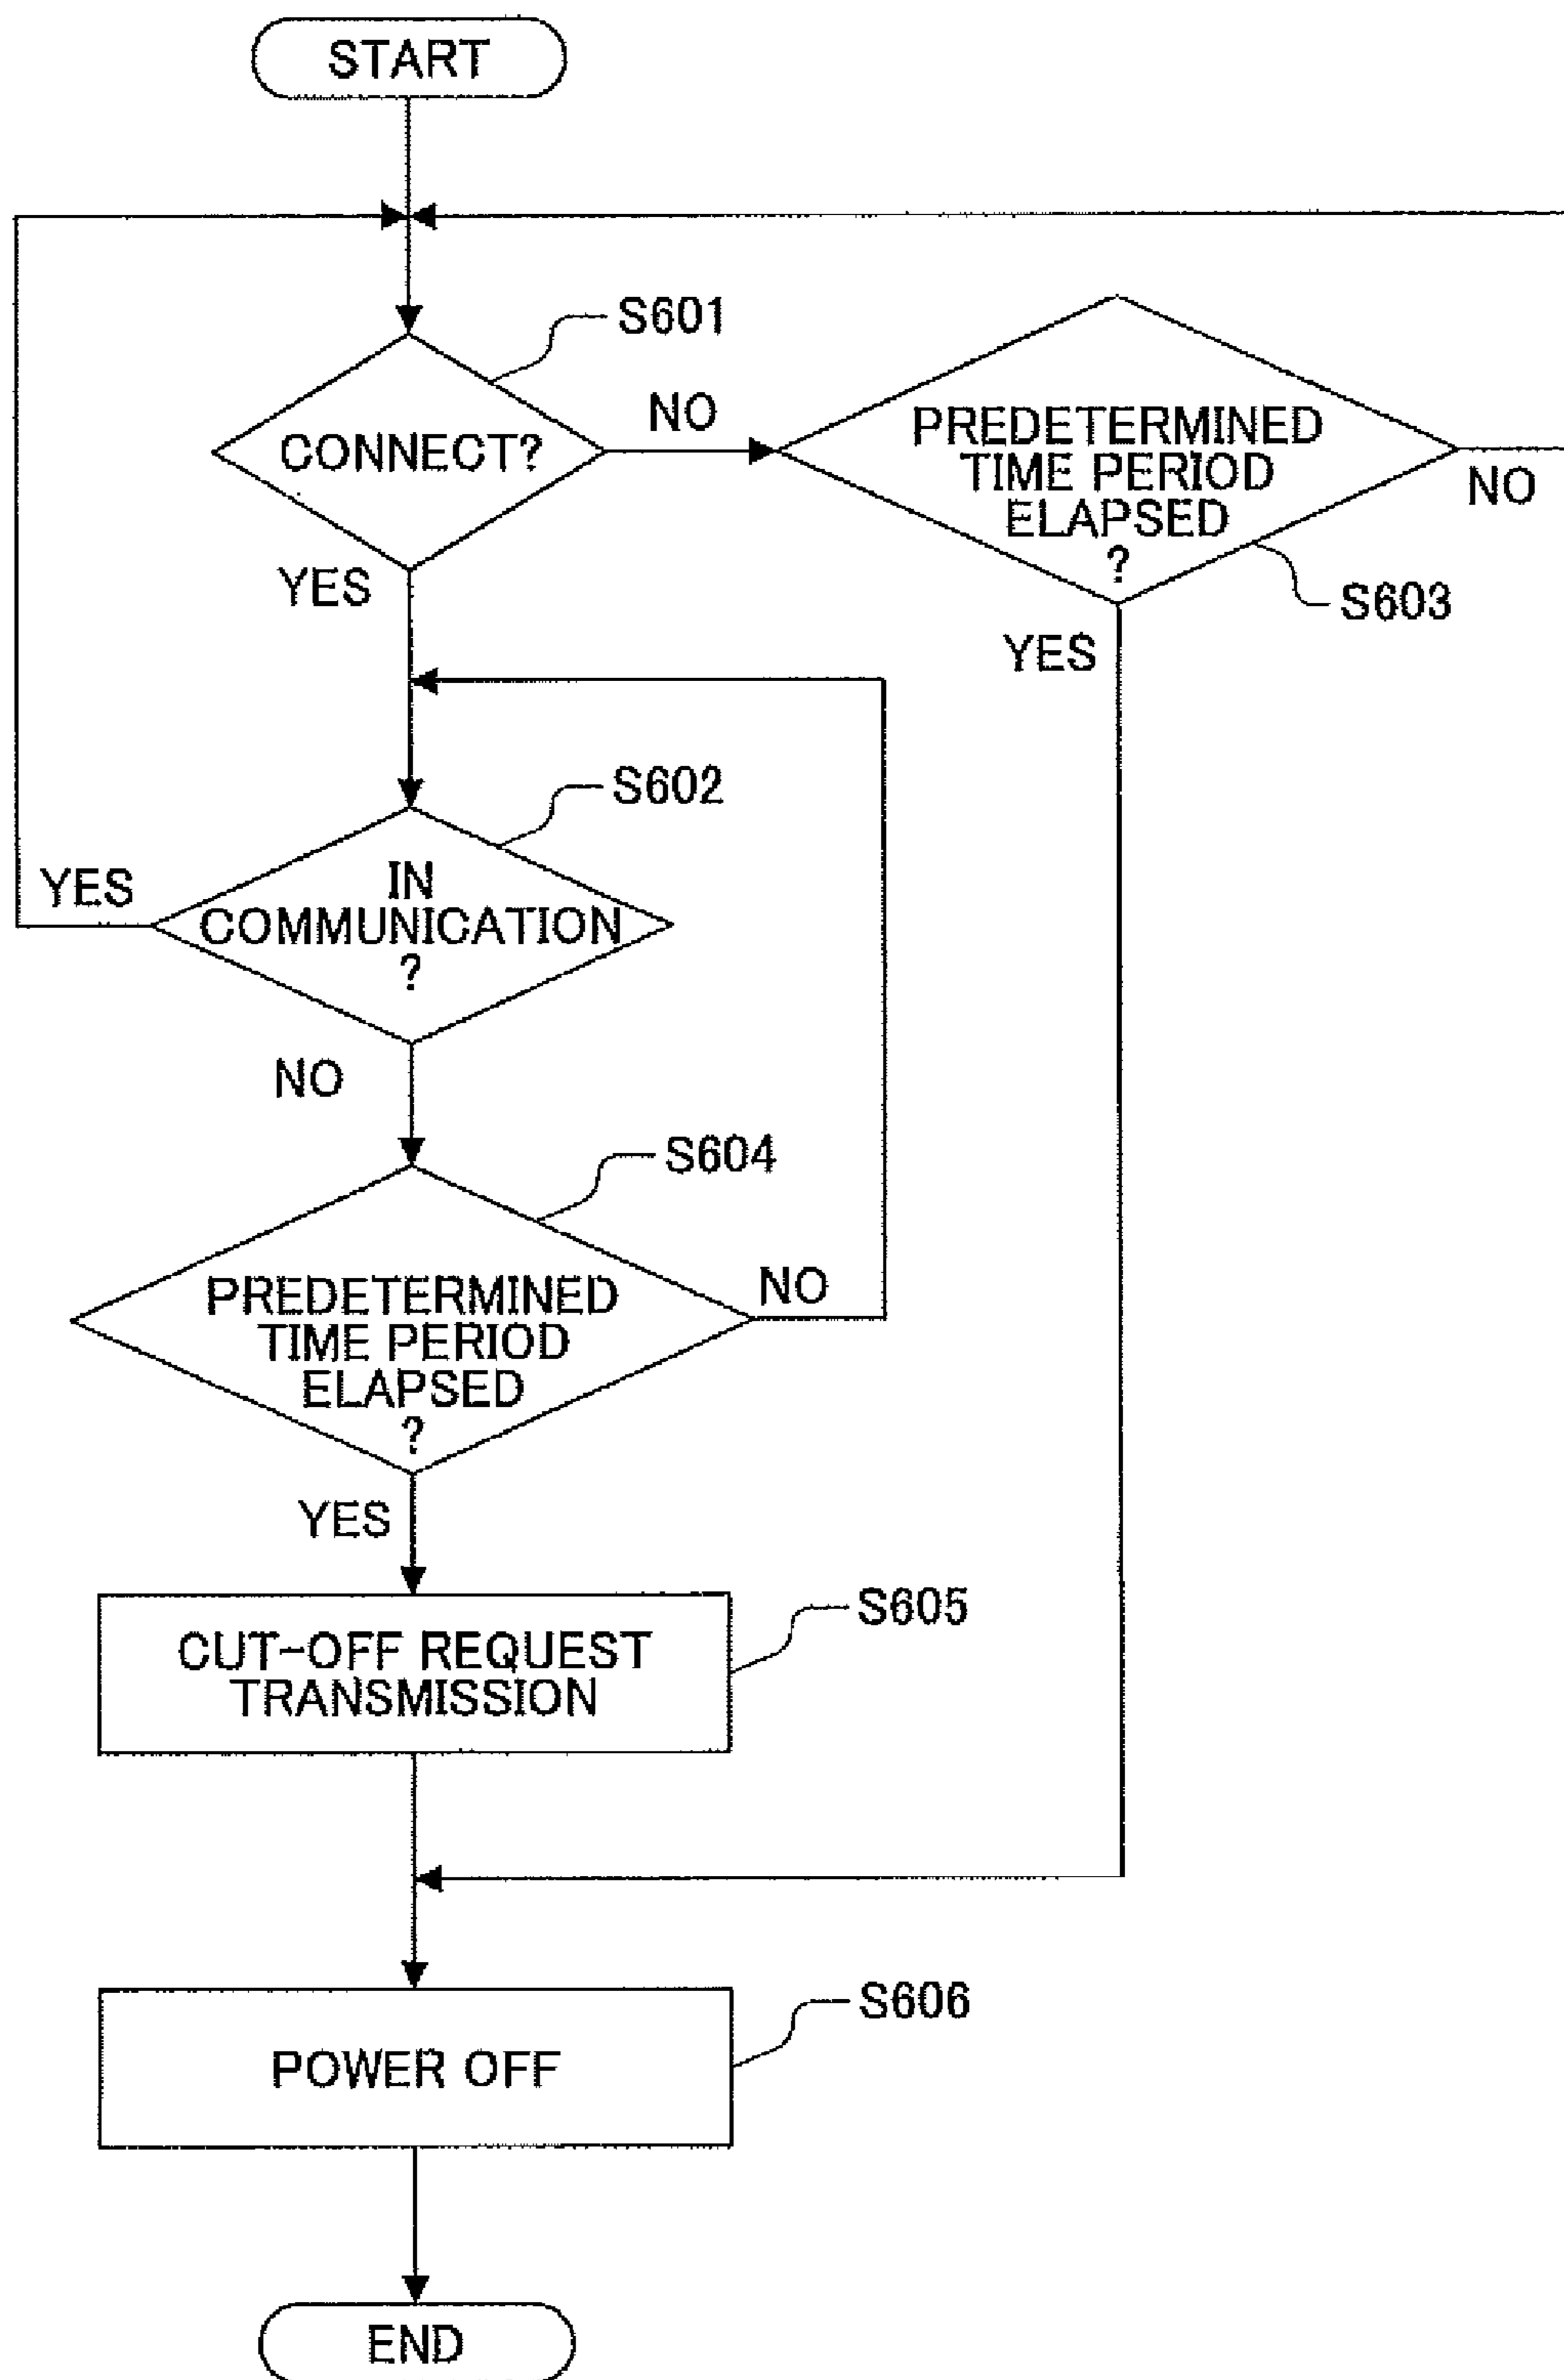 START
S601
CONNECT?
NO
PREDETERMINED
TIME PERIOD
ELAPSED
?
NO
S603
YES
YES
S602
IN
COMMUNICATION
?
YES
NO
S604
PREDETERMINED
TIME PERIOD
ELAPSED
?
NO
YES
S605
CUT-OFF REQUEST
TRANSMISSION
S606
POWER OFF
END